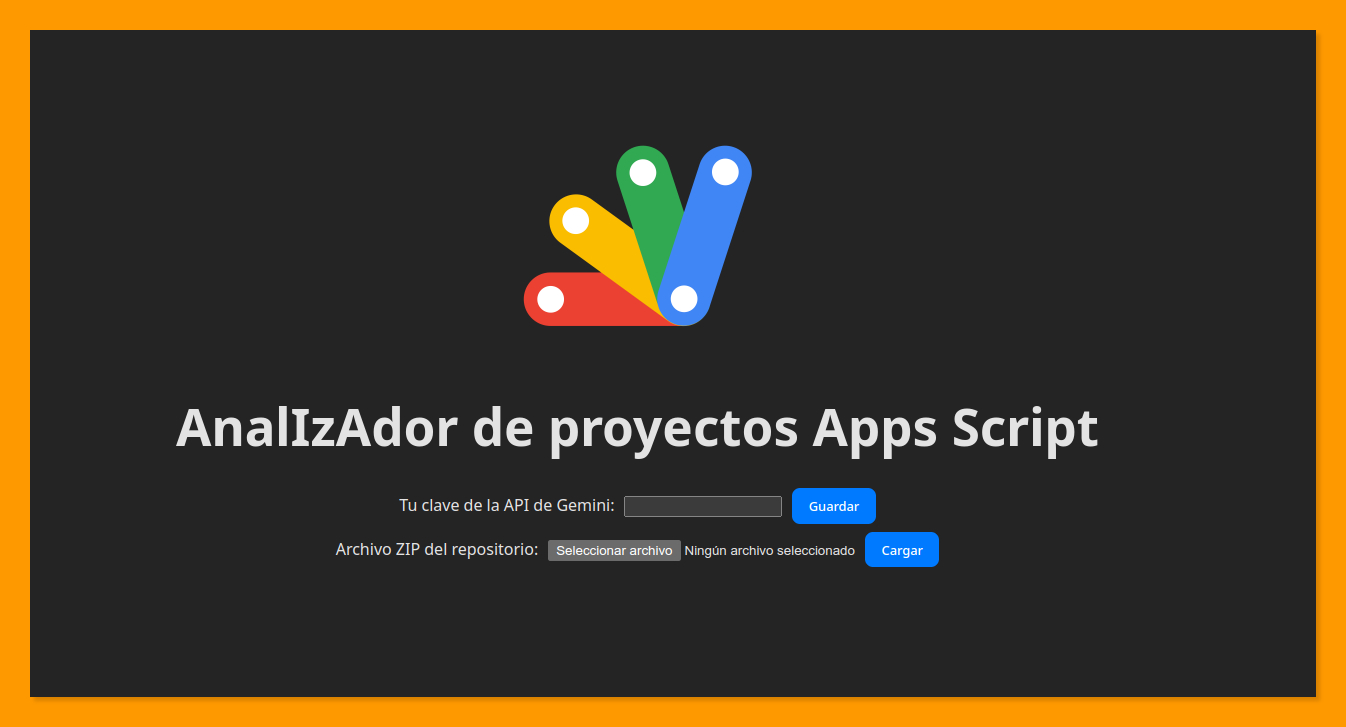 AnalIzAdor de proyectos Apps Script
Tu clave de la API de Gemini: Guardar
Archivo ZIP del repositorio: Seleccionar archivo Ningún archivo seleccionado Cargar